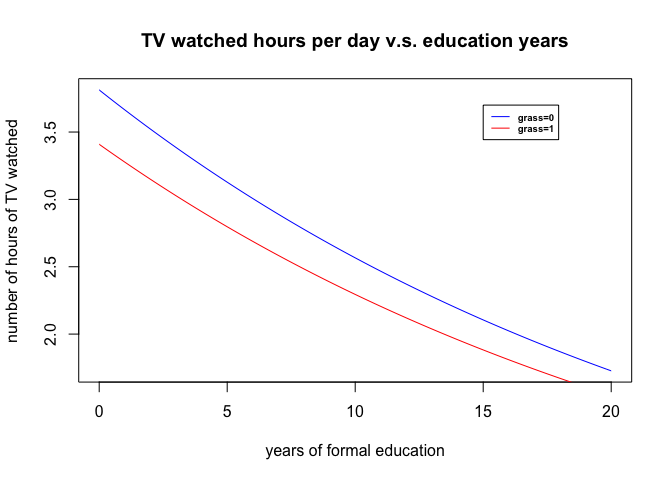 TV watched hours per day v.s. education years
number of hours of TV watched
3.5
3.0
2.5
2.0
grass=0
grass=1
0 5 10 15 20
years of formal education